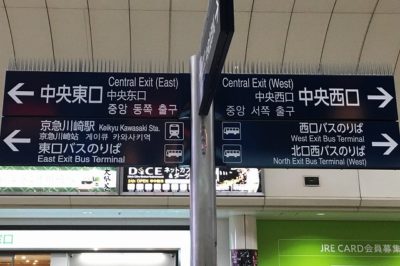 中央東口
Central Exit (East)
中央东口
중앙 동쪽 출구
京急川崎駅 Keikyu Kawasaki Sta.
京急川崎站 게이큐 카와사키역
東口バスのりば
East Exit Bus Terminal
Central Exit (West)
中央西口
중앙 서쪽 출구
中央西口
西口バスのりば
West Exit Bus Terminal
北口西バスのりば
North Exit Bus Terminal (West)
DICE
JRE CARD会員募集